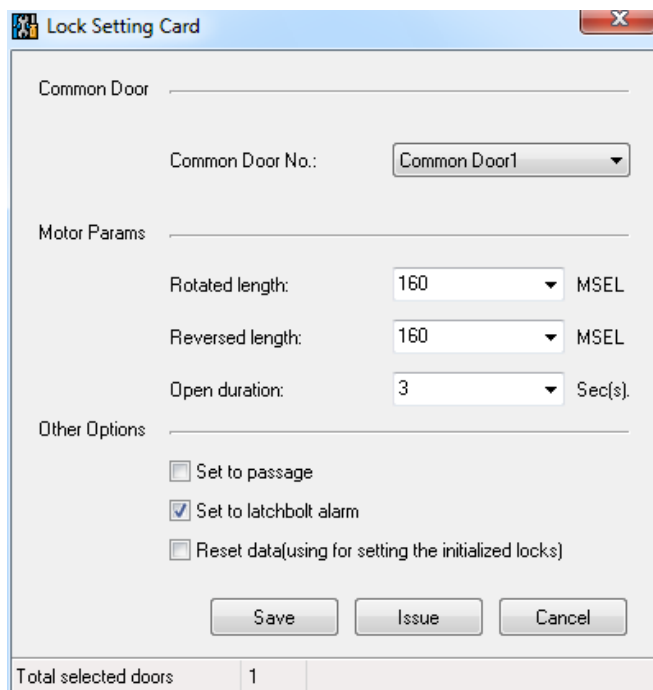 Lock Setting Card
Common Door
Common Door No.: Common Door1
Motor Params
Rotated length: 160 MSEL
Reversed length: 160 MSEL
Open duration: 3 Sec(s).
Other Options
Set to passage
Set to latchbolt alarm
Reset data(using for setting the initialized locks)
Save Issue Cancel
Total selected doors 1